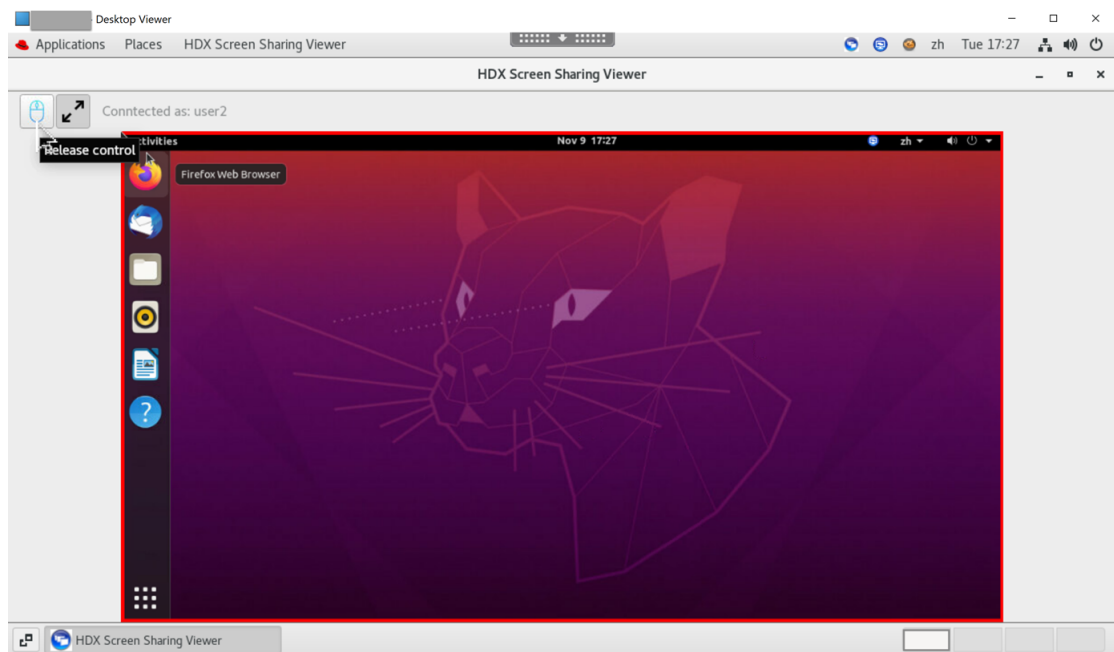 Desktop Viewer
Applications Places HDX Screen Sharing Viewer zh Tue 17:27
HDX Screen Sharing Viewer
Conntected as: user2
Release control
tivities Nov 9 17:27 zh
Firefox Web Browser
?
HDX Screen Sharing Viewer